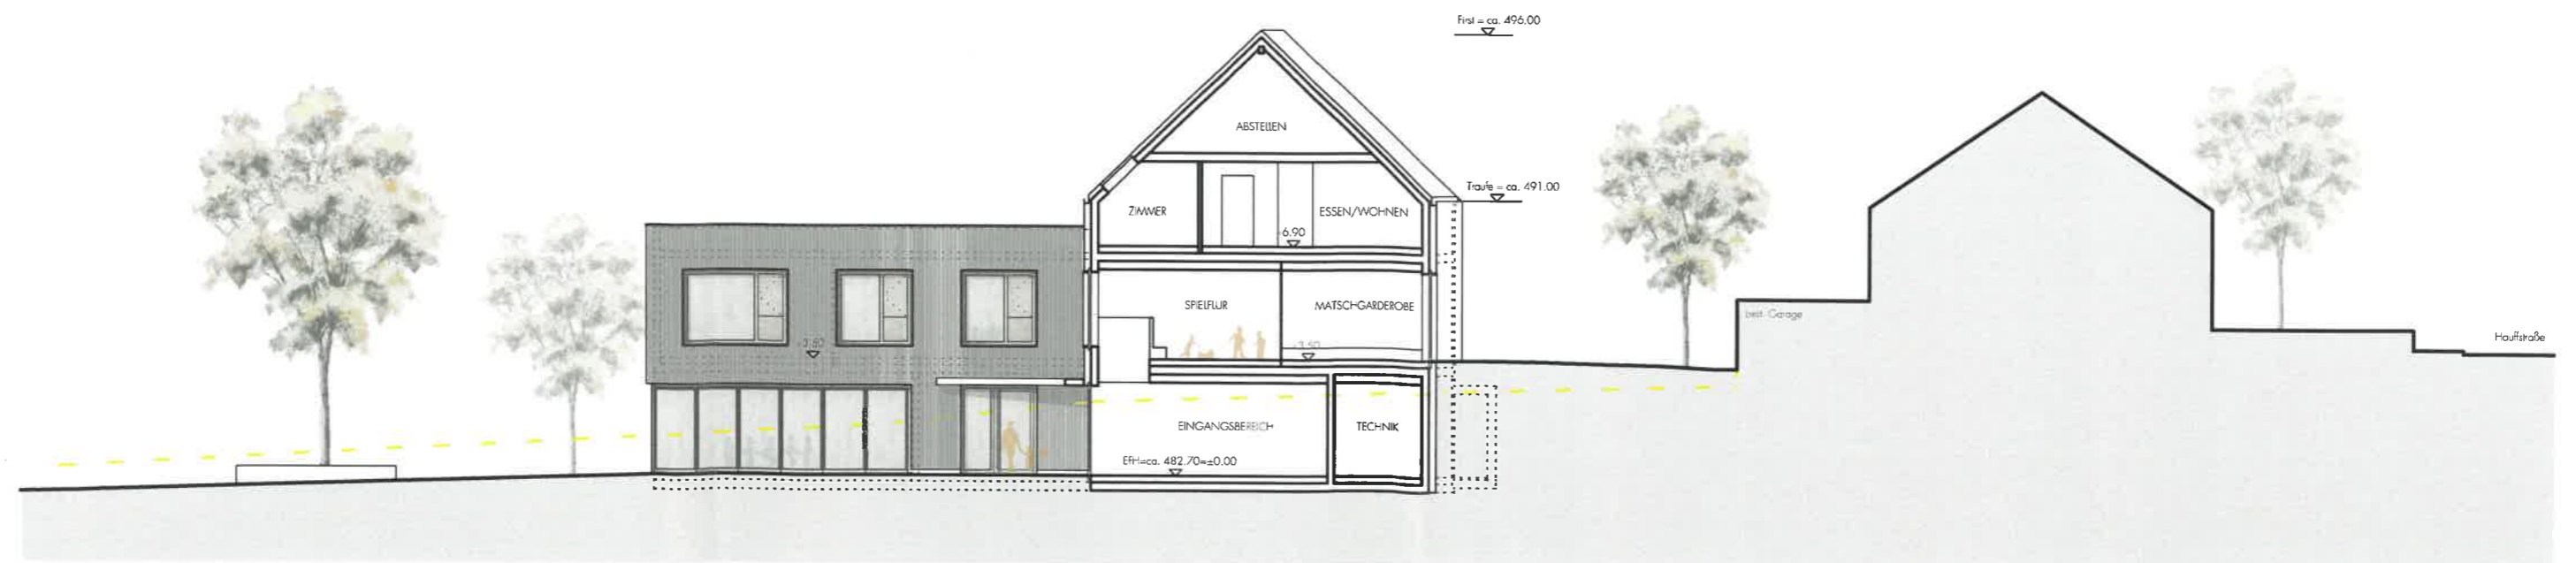 First = ca. 496.00
ABSTELLEN
Traufe = ca. 491.00
ZIMMER
ESSEN/WOHNEN
6.90
SPIELFLUR
MATSCHGARDEROBE
best. Garage
Hauffstraße
-3.50
-3.50
EINGANGSBEREICH
TECHNIK
EFH=ca. 482.70=±0.00